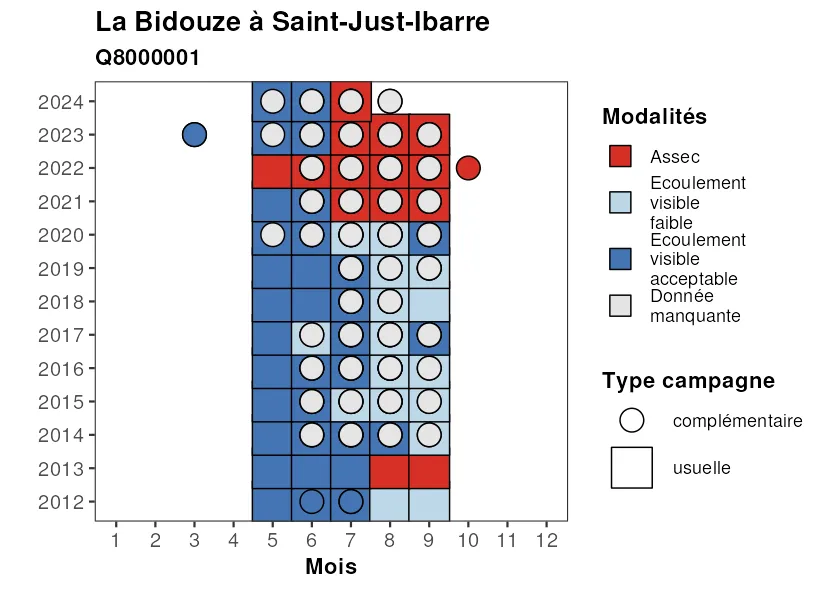 La Bidouze à Saint-Just-Ibarre
Q8000001
2024
2023
2022
2021
2020
2019
2018
2017
2016
2015
2014
2013
2012
1 2 3 4 5 6 7 8 9 10 11 12
Mois
Modalités
Assec
Ecoulement
visible
faible
Ecoulement
visible
acceptable
Donnée
manquante
Type campagne
complémentaire
usuelle